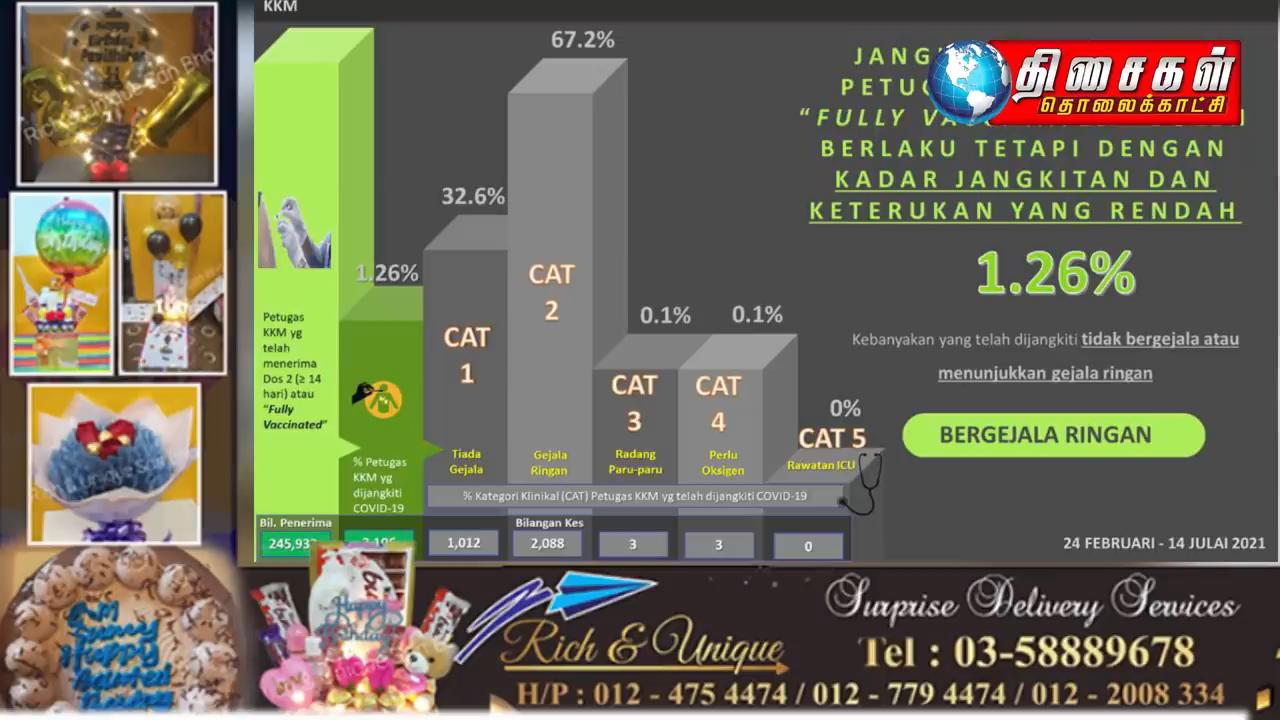 KKM
67.2%
32.6%
1.26%
0.1%
0.1%
0%
CAT
1
CAT
2
CAT
3
CAT
4
CAT 5
Petugas
KKM yg
telah
menerima
Dos 2 (≥ 14
hari) atau
“Fully
Vaccinated”
% Petugas
KKM yg
dijangkiti
COVID-19
Tiada
Gejala
Gejala
Ringan
Radang
Paru-paru
Perlu
Oksigen
Rawatan ICU
% Kategori Klinikal (CAT) Petugas KKM yg telah dijangkiti COVID-19
Bil. Penerima
Bilangan Kes
1,012
2,088
3
3
0
திசைகள்
தொலைக்காட்சி
“FULLY
BERLAKU TETAPI DENGAN
KADAR JANGKITAN DAN
KETERUKAN YANG RENDAH
1.26%
Kebanyakan yang telah dijangkiti tidak bergejala atau
menunjukkan gejala ringan
BERGEJALA RINGAN
24 FEBRUARI - 14 JULAI 2021
Happy
Birthday
Rich & Unique
Surprise Delivery Services
Tel : 03-58889678
H/P : 012 - 475 4474 / 012 - 779 4474 / 012 - 2008 334